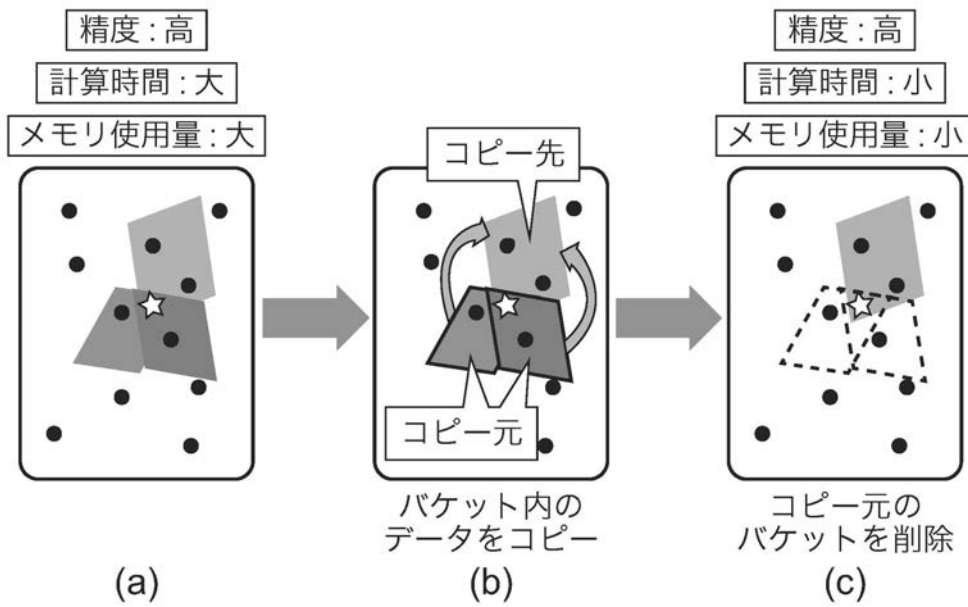 精度 : 高
計算時間 : 大
メモリ使用量 : 大
精度 : 高
計算時間 : 小
メモリ使用量 : 小
コピー先
コピー元
バケット内の
データをコピー
コピー元の
バケットを削除
(a)
(b)
(c)